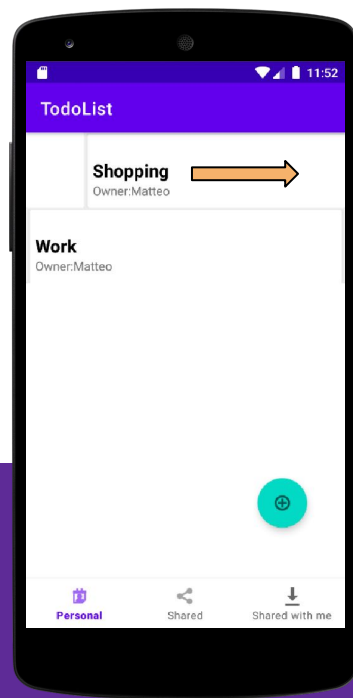 11:52
TodoList
Shopping
Owner:Matteo
Work
Owner:Matteo
Personal
Shared
Shared with me